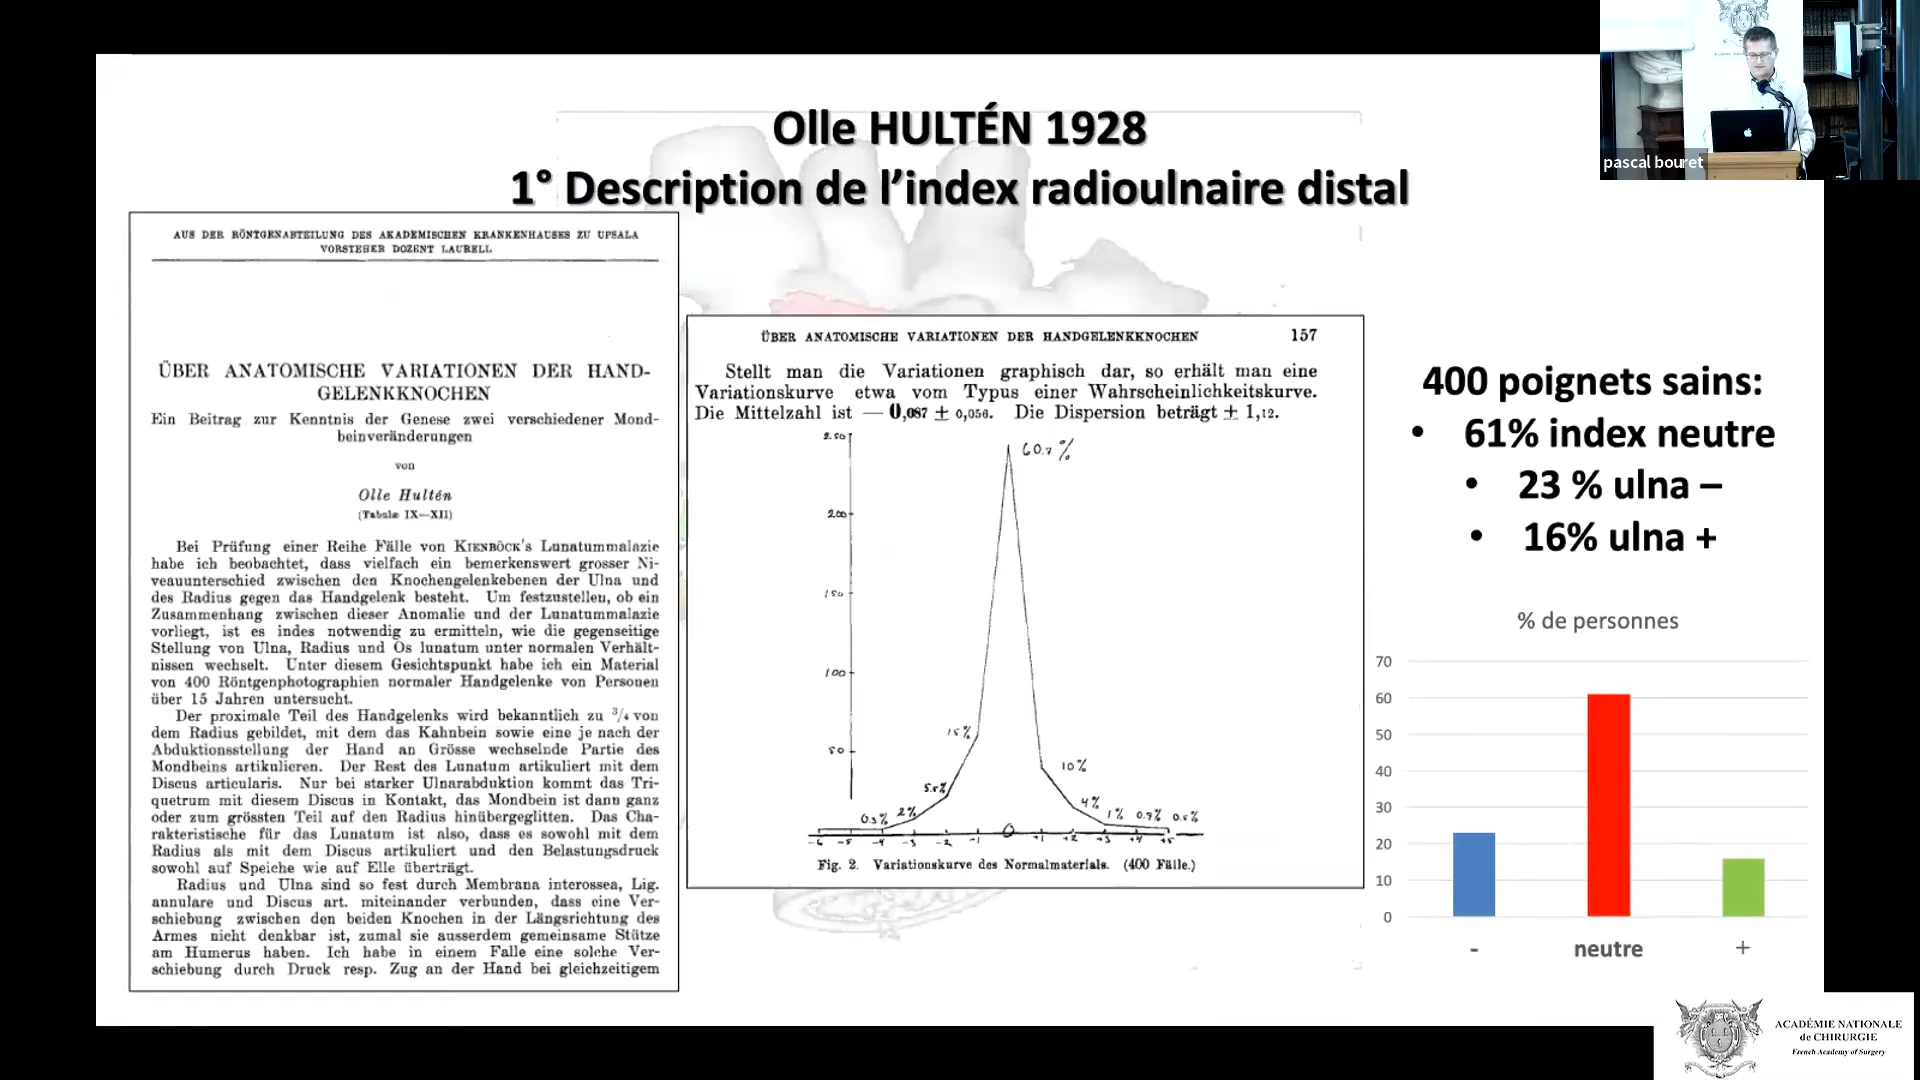 Olle HULTÉN 1928
1° Description de l’index radioulnaire distal
pascal bouret
AUS DER RÖNTGENABTEILUNG DES AKADEMISCHEN KRANKENHAUSES ZU UPSALA
VORSTEHER DOZENT LAURELL
ÜBER ANATOMISCHE VARIATIONEN DER HAND-
GELENKKNOCHEN
Ein Beitrag zur Kenntnis der Genese zwei verschiedener Mond-
beinveränderungen
von
Olle Hultén
(Tabulæ IX—XII)
Bei Prüfung einer Reihe Fälle von KIENBÖCK's Lunatummalazie
habe ich beobachtet, dass vielfach ein bemerkenswert grosser Ni-
veauunterschied zwischen den Knochengelenkebenen der Ulna und
des Radius gegen das Handgelenk besteht. Um festzustellen, ob ein
Zusammenhang zwischen dieser Anomalie und der Lunatummalazie
vorliegt, ist es indes notwendig zu ermitteln, wie die gegenseitige
Stellung von Ulna, Radius und Os lunatum unter normalen Verhält-
nissen wechselt. Unter diesem Gesichtspunkt habe ich ein Material
von 400 Röntgenphotographien normaler Handgelenke von Personen
über 15 Jahren untersucht.
Der proximale Teil des Handgelenks wird bekanntlich zu 3/4 von
dem Radius gebildet, mit dem das Kahnbein sowie eine je nach der
Abduktionsstellung der Hand an Grösse wechselnde Partie des
Mondbeins artikulieren. Der Rest des Lunatum artikuliert mit dem
Discus articularis. Nur bei starker Ulnarabduktion kommt das Tri-
quetrum mit diesem Discus in Kontakt, das Mondbein ist dann ganz
oder zum grössten Teil auf den Radius hinübergeglitten. Das Cha-
rakteristische für das Lunatum ist also, dass es sowohl mit dem
Radius als mit dem Discus artikuliert und den Belastungsdruck
sowohl auf Speiche wie auf Elle überträgt.
Radius und Ulna sind so fest durch Membrana interossea, Lig.
annulare und Discus art. miteinander verbunden, dass eine Ver-
schiebung zwischen den beiden Knochen in der Längsrichtung des
Armes nicht denkbar ist, zumal sie ausserdem gemeinsame Stütze
am Humerus haben. Ich habe in einem Falle eine solche Ver-
schiebung durch Druck resp. Zug an der Hand bei gleichzeitigem
ÜBER ANATOMISCHE VARIATIONEN DER HANDGELENKKNOCHEN 157
Stellt man die Variationen graphisch dar, so erhält man eine
Variationskurve etwa vom Typus einer Wahrscheinlichkeitskurve.
Die Mittelzahl ist — 0,087 ± 0,056. Die Dispersion beträgt ± 1,12.
250
60.7%
200
150
100
15%
50
10%
4%
2%
1%
-6 -5 -4 -3 -2 -1 0 +1 +2 +3 +4 +5
Fig. 2. Variationskurve des Normalmaterials. (400 Fälle.)
400 poignets sains:
• 61% index neutre
• 23 % ulna –
• 16% ulna +
% de personnes
70
60
50
40
30
20
10
0
- neutre +
ACADÉMIE NATIONALE
de CHIRURGIE
French Academy of Surgery